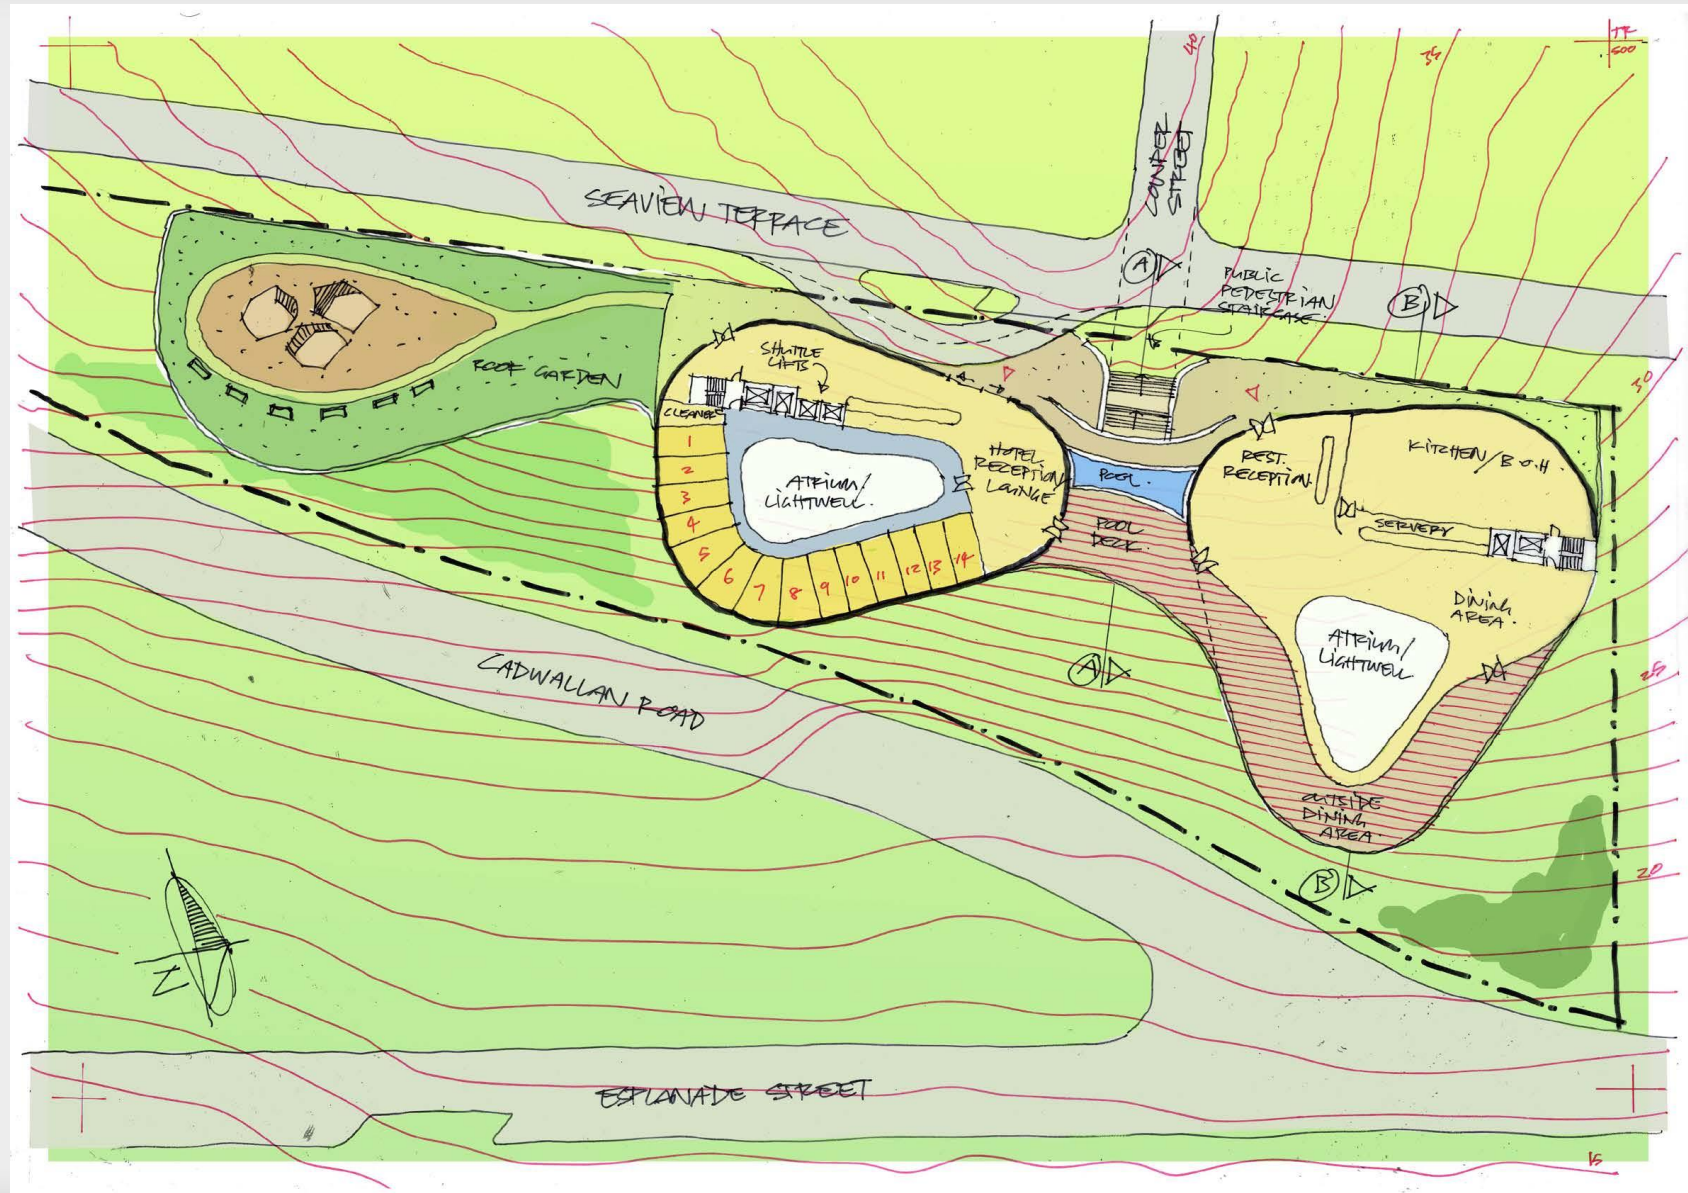 40
35
500
SEAVIEW TERRACE
STREET
A
PUBLIC
PEDESTRIAN
STAIRCASE
B
SHUTTLE
LIFTS
30
ROOF GARDEN
CLEANER
1
2
3
4
5
6
7
8
9
10
11
12
13
14
ATRIUM/
LIGHTWELL.
HOTEL
RECEPTION
LOUNGE
POOL.
POOL
DECK.
REST.
RECEPTION
KITCHEN/B.O.H.
SERVERY
DINING
AREA.
ATRIUM/
LIGHTWELL
A
25
CADWALLAN ROAD
OUTSIDE
DINING
AREA.
B
20
N
ESPLANADE STREET
15